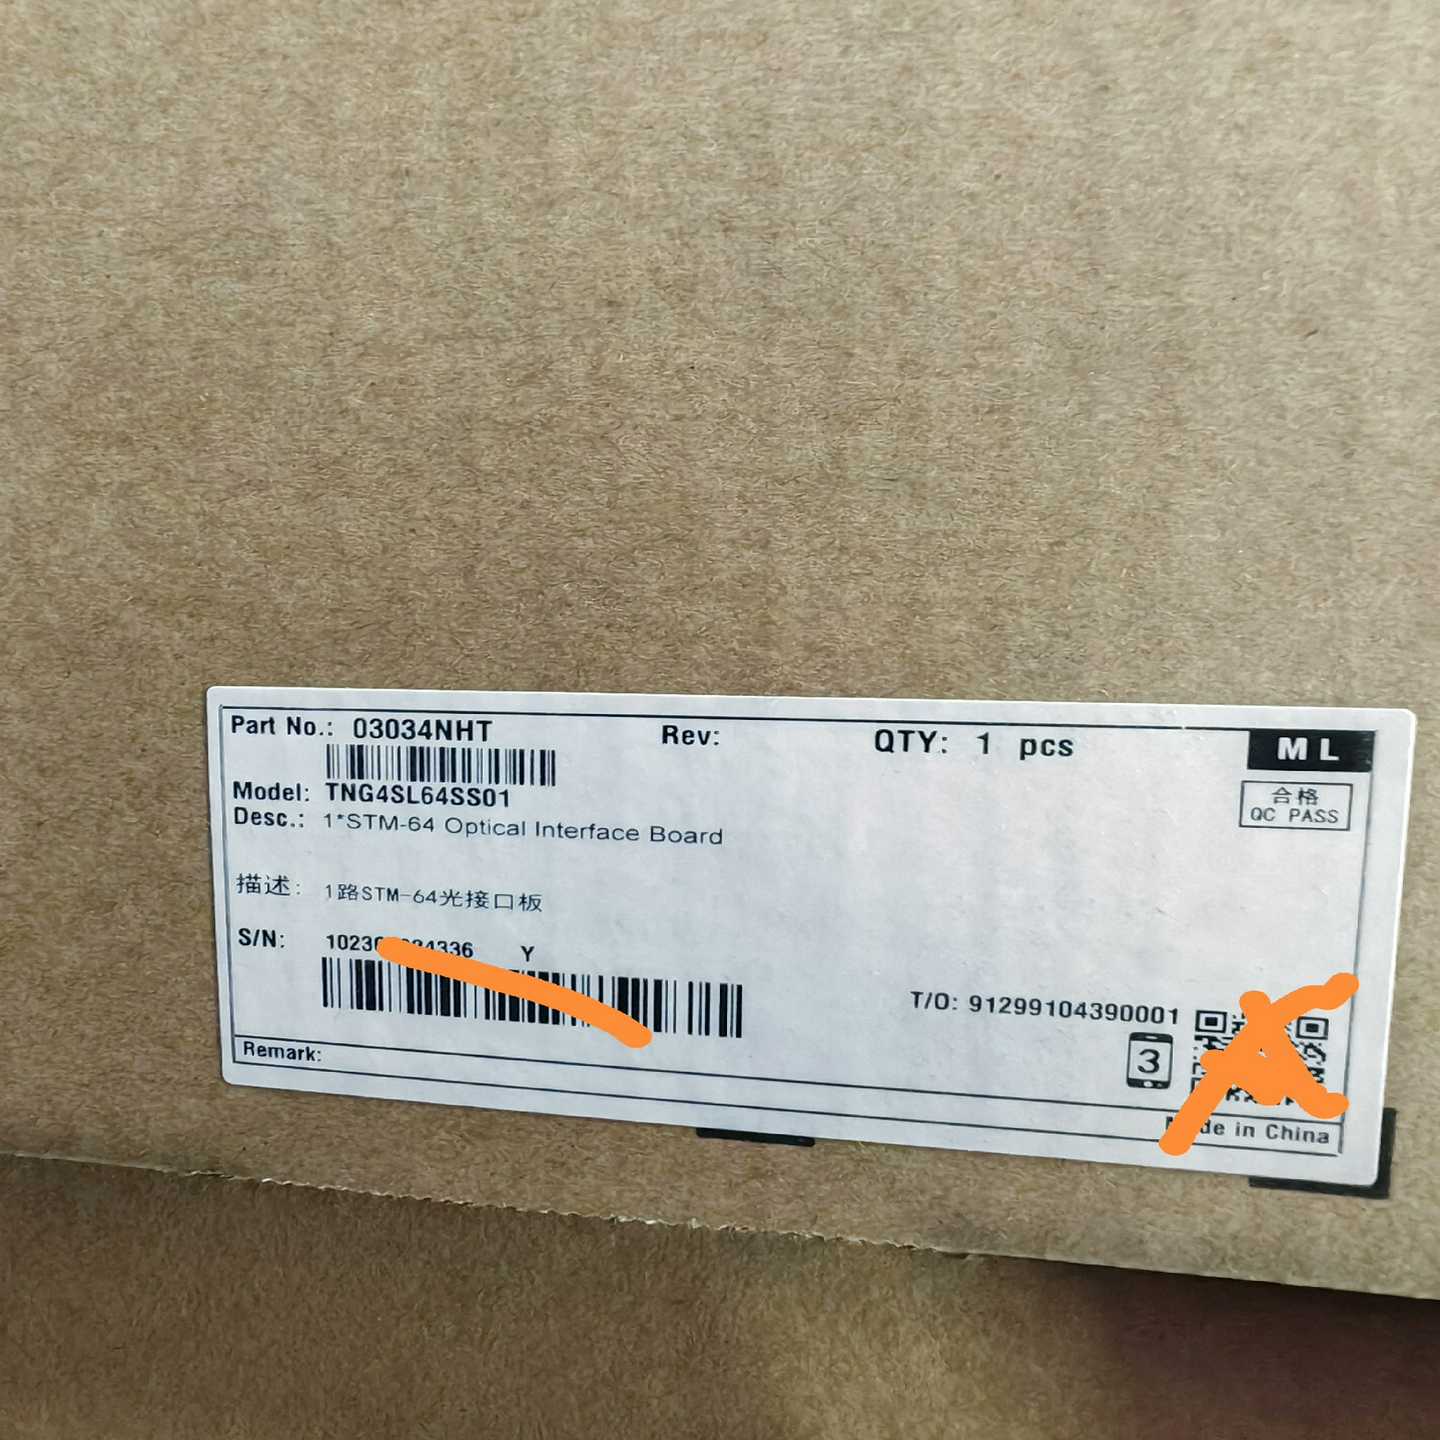 Part No.: 03034NHT Rev: QTY: 1 pcs ML
Model: TNG4SL64SS01
合格
QC PASS
Desc.: 1*STM-64 Optical Interface Board
描述: 1路STM-64光接口板
S/N: Y
T/O: 91299104390001
3
Remark:
in China